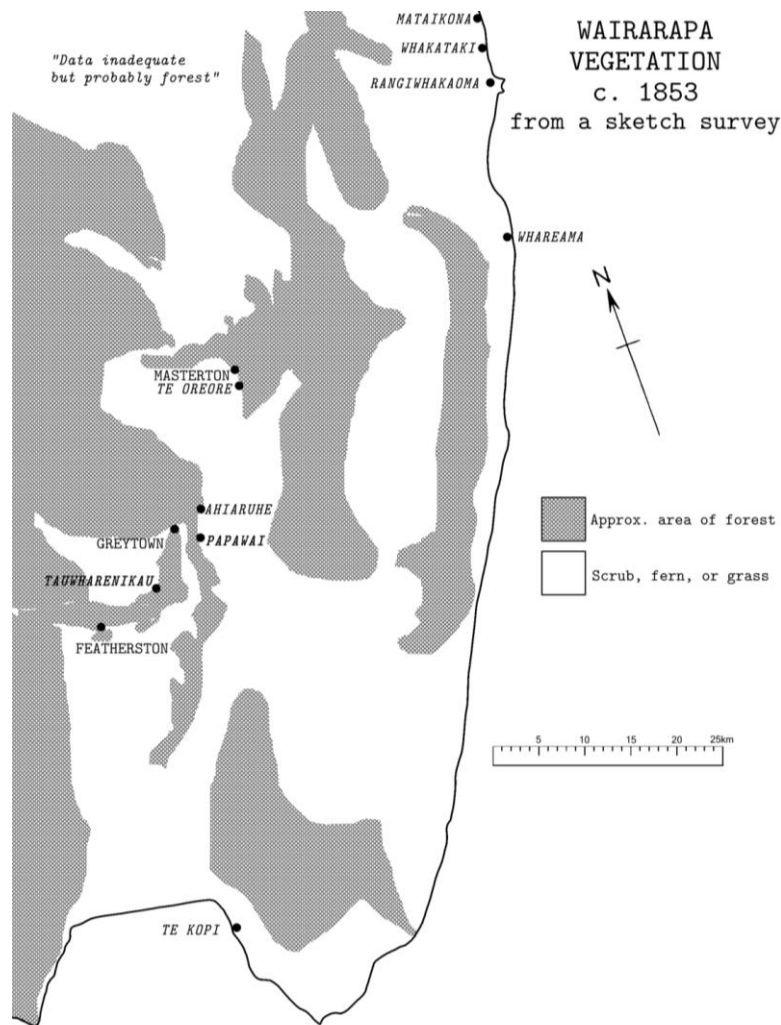 WAIRARAPA
VEGETATION
c. 1853
from a sketch survey
"Data inadequate
but probably forest"
MATAIKONA
WHAKATAKI
RANGIWHAKAOMA
WHAREAMA
N
MASTERTON
TE OREORE
AHIARUHE
GREYTOWN
PAPAWAI
TAUWHARENIKAU
FEATHERSTON
TE KOPI
Approx. area of forest
Scrub, fern, or grass
5 10 15 20 25km